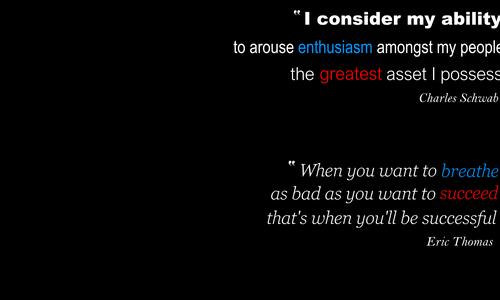 “I consider my ability
to arouse enthusiasm amongst my people
the greatest asset I possess
Charles Schwab
“ When you want to breathe
as bad as you want to succeed
that's when you'll be successful
Eric Thomas